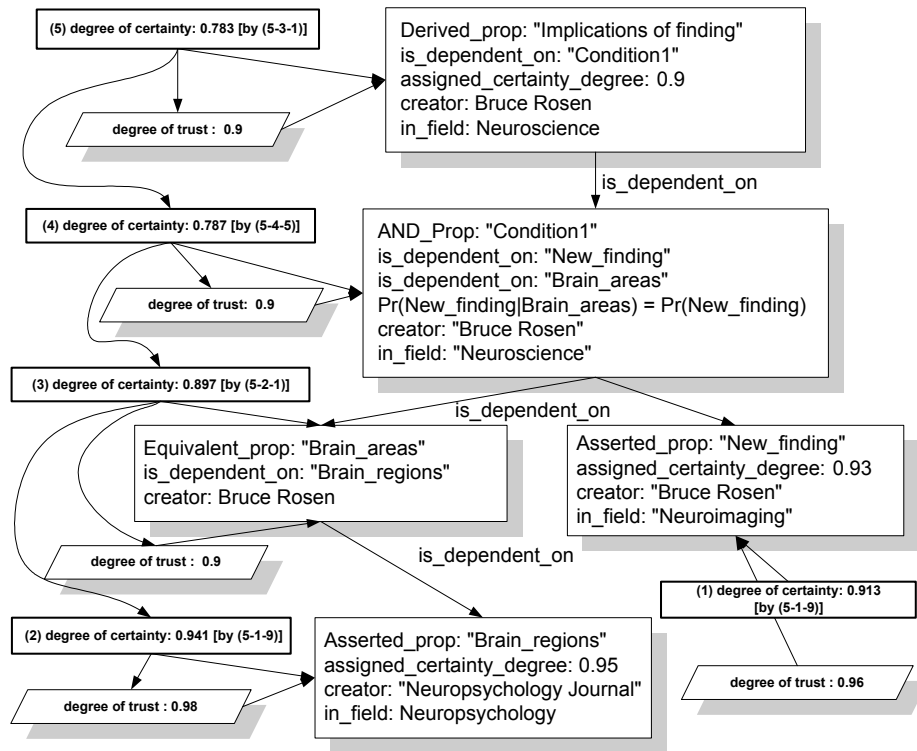 (5) degree of certainty: 0.783 [by (5-3-1)]
Derived_prop: "Implications of finding"
is_dependent_on: "Condition1"
assigned_certainty_degree: 0.9
creator: Bruce Rosen
in_field: Neuroscience
degree of trust : 0.9
is_dependent_on
(4) degree of certainty: 0.787 [by (5-4-5)]
AND_Prop: "Condition1"
is_dependent_on: "New_finding"
is_dependent_on: "Brain_areas"
Pr(New_finding|Brain_areas) = Pr(New_finding)
creator: "Bruce Rosen"
in_field: "Neuroscience"
degree of trust: 0.9
(3) degree of certainty: 0.897 [by (5-2-1)]
is_dependent_on
Equivalent_prop: "Brain_areas"
is_dependent_on: "Brain_regions"
creator: Bruce Rosen
Asserted_prop: "New_finding"
assigned_certainty_degree: 0.93
creator: "Bruce Rosen"
in_field: "Neuroimaging"
degree of trust : 0.9
is_dependent_on
(1) degree of certainty: 0.913
[by (5-1-9)]
(2) degree of certainty: 0.941 [by (5-1-9)]
Asserted_prop: "Brain_regions"
assigned_certainty_degree: 0.95
creator: "Neuropsychology Journal"
in_field: Neuropsychology
degree of trust : 0.98
degree of trust : 0.96